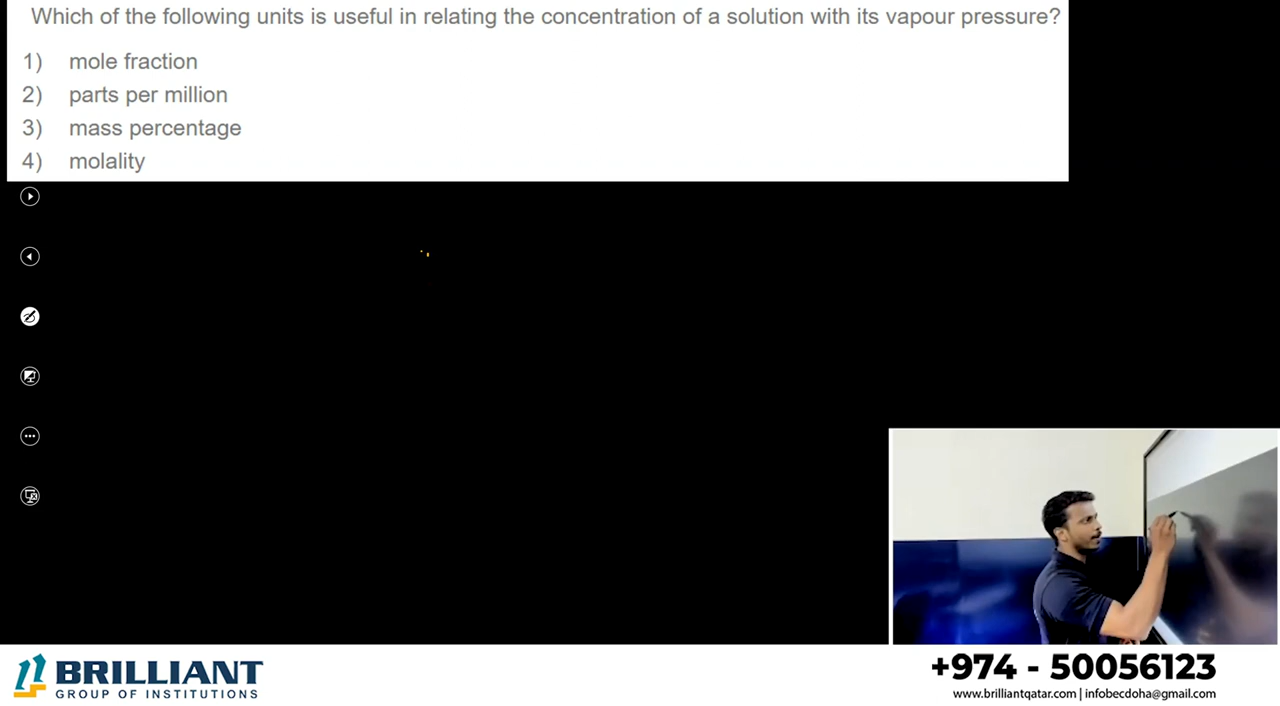 Which of the following units is useful in relating the concentration of a solution with its vapour pressure?
1) mole fraction
2) parts per million
3) mass percentage
4) molality
BRILLIANT
GROUP OF INSTITUTIONS
+974 - 50056123
www.brilliantqatar.com | infobecdoha@gmail.com